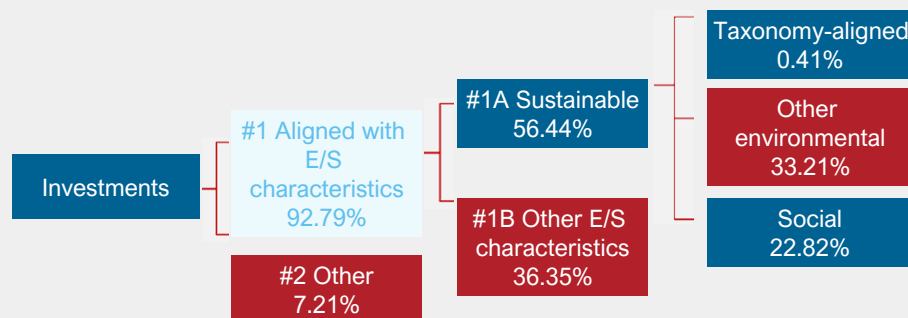 Investments
#1 Aligned with
E/S
characteristics
92.79%
#2 Other
7.21%
#1A Sustainable
56.44%
#1B Other E/S
characteristics
36.35%
Taxonomy-aligned
0.41%
Other
environmental
33.21%
Social
22.82%